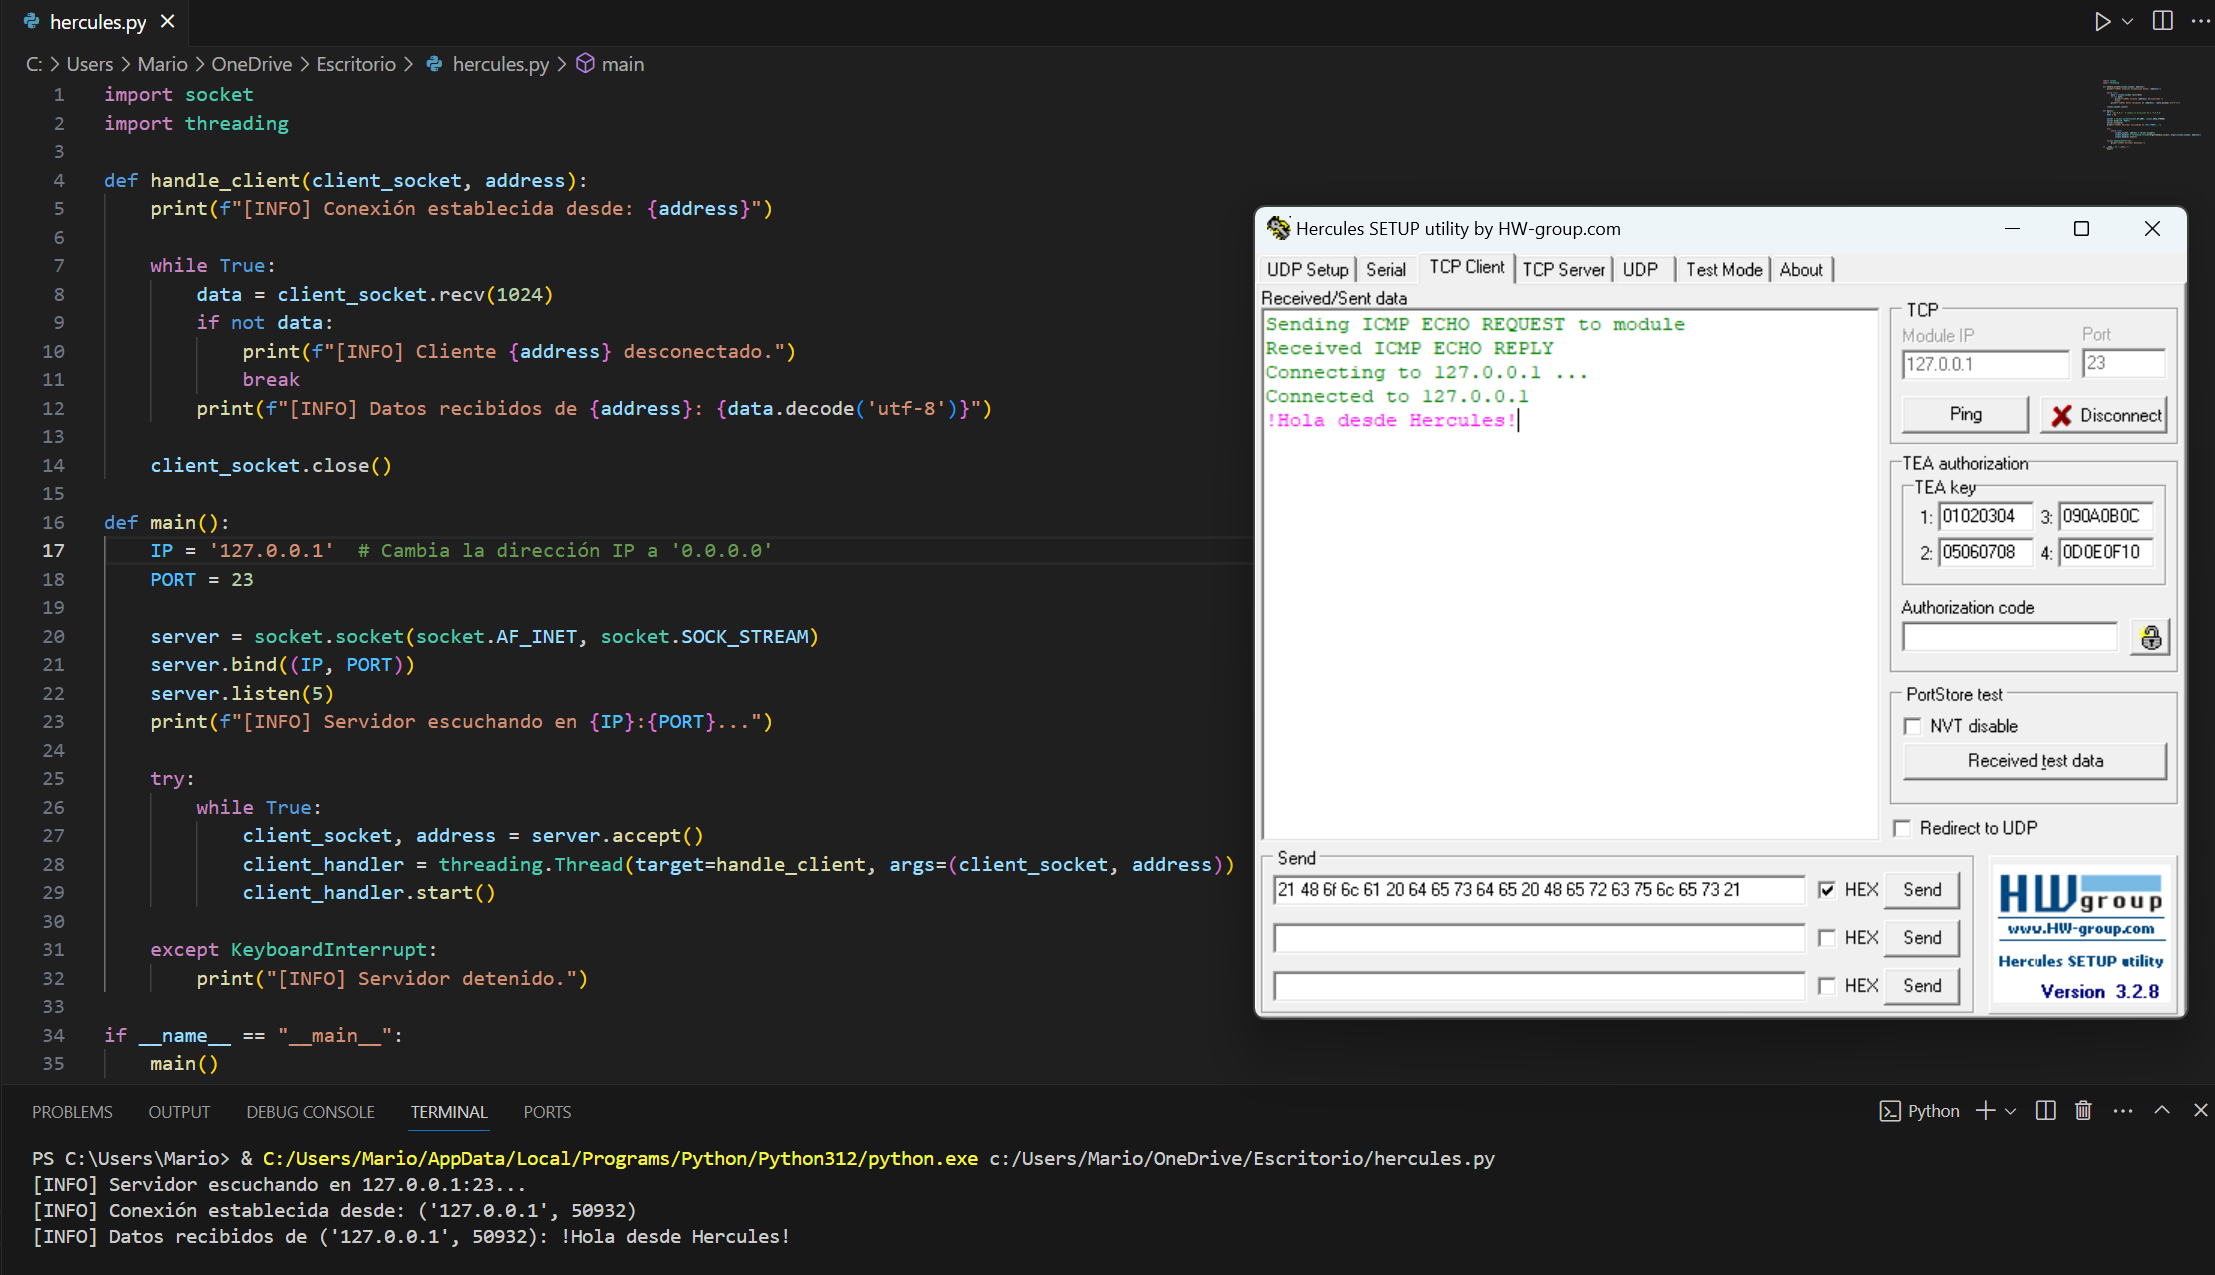 hercules.py
C: > Users > Mario > OneDrive > Escritorio > hercules.py > main
1 import socket
2 import threading
3
4 def handle_client(client_socket, address):
5 print(f"[INFO] Conexión establecida desde: {address}")
6
7 while True:
8 data = client_socket.recv(1024)
9 if not data:
10 print(f"[INFO] Cliente {address} desconectado.")
11 break
12 print(f"[INFO] Datos recibidos de {address}: {data.decode('utf-8')}")
13
14 client_socket.close()
15
16 def main():
17 IP = '127.0.0.1' # Cambia la dirección IP a '0.0.0.0'
18 PORT = 23
19
20 server = socket.socket(socket.AF_INET, socket.SOCK_STREAM)
21 server.bind((IP, PORT))
22 server.listen(5)
23 print(f"[INFO] Servidor escuchando en {IP}:{PORT}...")
24
25 try:
26 while True:
27 client_socket, address = server.accept()
28 client_handler = threading.Thread(target=handle_client, args=(client_socket, address))
29 client_handler.start()
30
31 except KeyboardInterrupt:
32 print("[INFO] Servidor detenido.")
33
34 if __name__ == "__main__":
35 main()
Hercules SETUP utility by HW-group.com
UDP Setup Serial TCP Client TCP Server UDP Test Mode About
Received/Sent data
Sending ICMP ECHO REQUEST to module
Received ICMP ECHO REPLY
Connecting to 127.0.0.1 ...
Connected to 127.0.0.1
!Hola desde Hercules!
TCP
Module IP Port
127.0.0.1 23
Ping Disconnect
TEA authorization
TEA key
1: 01020304 3: 090A0B0C
2: 05060708 4: 0D0E0F10
Authorization code
PortStore test
NVT disable
Received test data
Redirect to UDP
Send
21 48 6f 6c 61 20 64 65 73 64 65 20 48 65 72 63 75 6c 65 73 21 HEX Send
HEX Send
HEX Send
HW group
www.HW-group.com
Hercules SETUP utility
Version 3.2.8
PROBLEMS OUTPUT DEBUG CONSOLE TERMINAL PORTS
Python
PS C:\Users\Mario> & C:/Users/Mario/AppData/Local/Programs/Python/Python312/python.exe c:/Users/Mario/OneDrive/Escritorio/hercules.py
[INFO] Servidor escuchando en 127.0.0.1:23...
[INFO] Conexión establecida desde: ('127.0.0.1', 50932)
[INFO] Datos recibidos de ('127.0.0.1', 50932): !Hola desde Hercules!